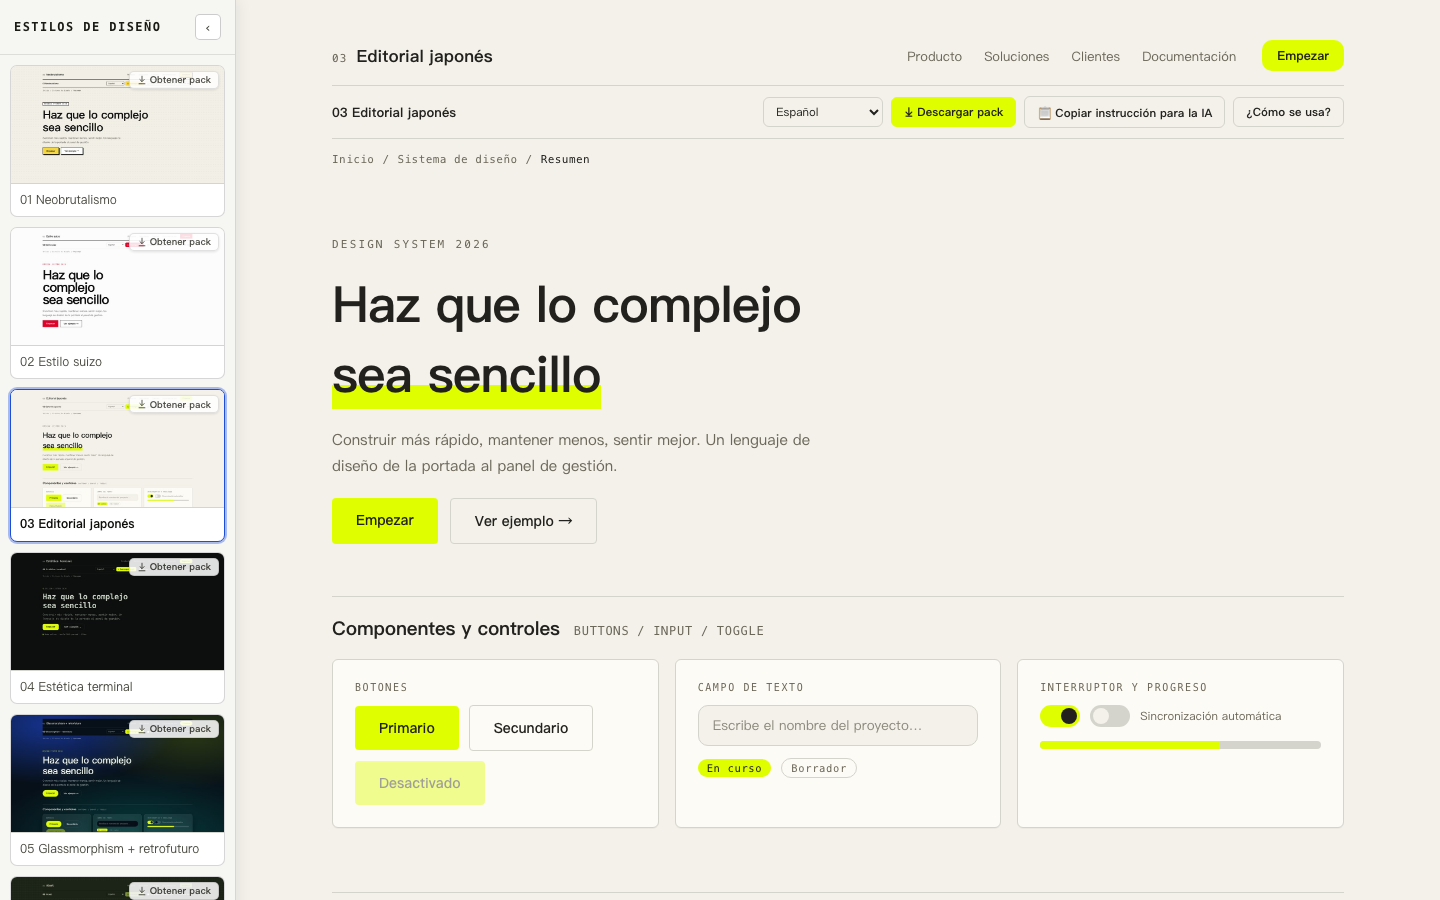 ESTILOS DE DISEÑO
‹
Obtener pack
Haz que lo complejo
sea sencillo
01 Neobrutalismo
Obtener pack
Haz que lo
complejo
sea sencillo
02 Estilo suizo
Obtener pack
Haz que lo complejo
sea sencillo
03 Editorial japonés
Obtener pack
Haz que lo complejo
sea sencillo
04 Estética terminal
Obtener pack
Haz que lo complejo
sea sencillo
05 Glassmorphism + retrofuturo
Obtener pack
03 Editorial japonés
Producto Soluciones Clientes Documentación Empezar
03 Editorial japonés
Español Descargar pack Copiar instrucción para la IA ¿Cómo se usa?
Inicio / Sistema de diseño / Resumen
DESIGN SYSTEM 2026
Haz que lo complejo
sea sencillo
Construir más rápido, mantener menos, sentir mejor. Un lenguaje de
diseño de la portada al panel de gestión.
Empezar Ver ejemplo →
Componentes y controles BUTTONS / INPUT / TOGGLE
BOTONES
Primario Secundario
Desactivado
CAMPO DE TEXTO
Escribe el nombre del proyecto...
En curso Borrador
INTERRUPTOR Y PROGRESO
Sincronización automática